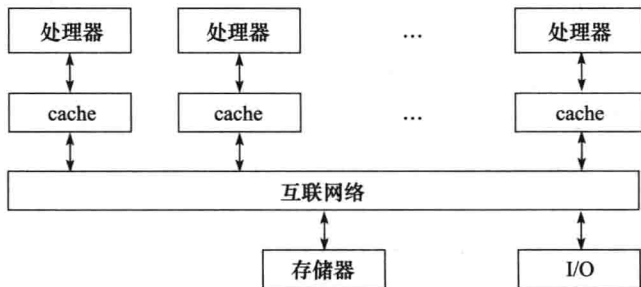 处理器 处理器 … 处理器
cache cache … cache
互联网络
存储器 I/O